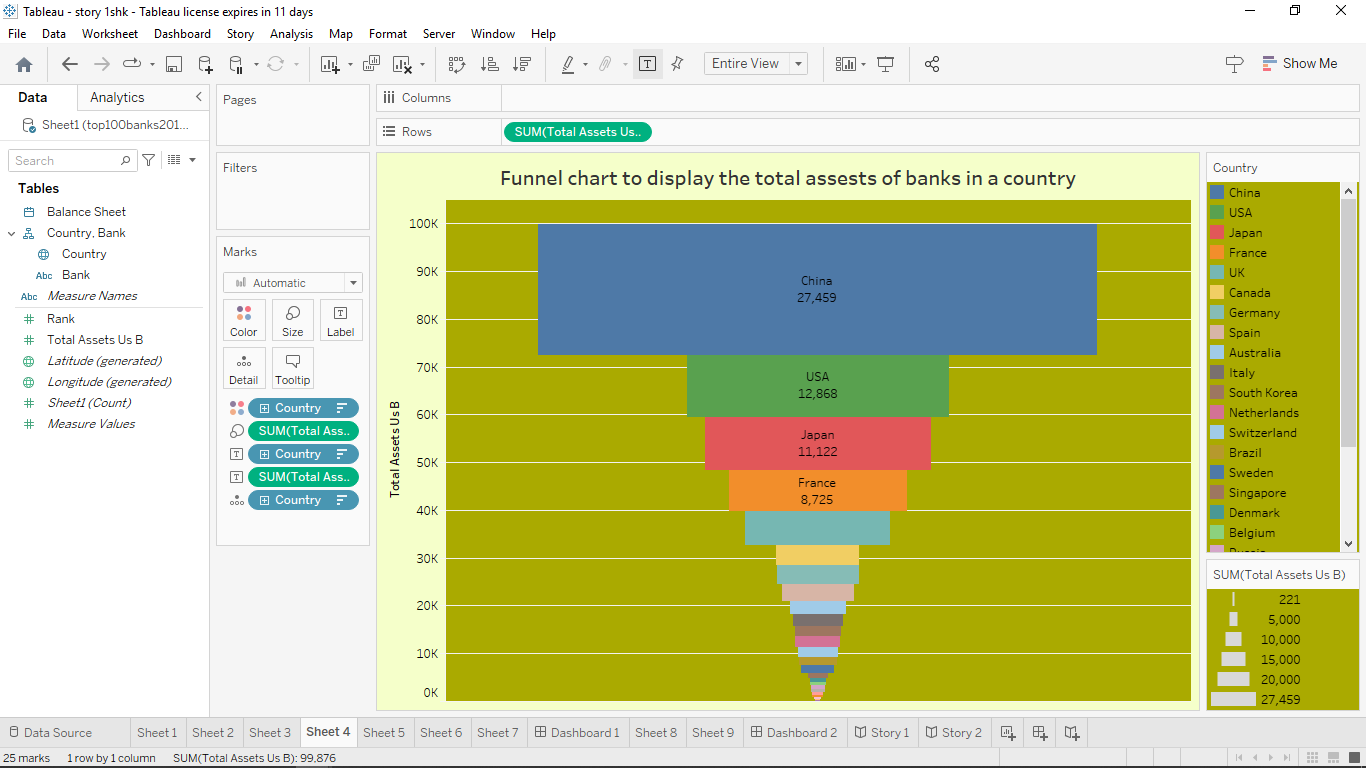 Tableau - story 1shk - Tableau license expires in 11 days
File Data Worksheet Dashboard Story Analysis Map Format Server Window Help
Entire View
Show Me
Data Analytics
Sheet1 (top100banks201...
Search
Tables
Balance Sheet
Country, Bank
Country
Abc Bank
Abc Measure Names
Rank
Total Assets Us B
Latitude (generated)
Longitude (generated)
Sheet1 (Count)
Measure Values
Pages
Filters
Marks
Automatic
Color Size Label
Detail Tooltip
Country
SUM(Total Ass..
Country
SUM(Total Ass..
Country
Columns
Rows
SUM(Total Assets Us..
Funnel chart to display the total assests of banks in a country
Total Assets Us B
100K
90K
80K
70K
60K
50K
40K
30K
20K
10K
0K
China
27,459
USA
12,868
Japan
11,122
France
8,725
Country
China
USA
Japan
France
UK
Canada
Germany
Spain
Australia
Italy
South Korea
Netherlands
Switzerland
Brazil
Sweden
Singapore
Denmark
Belgium
SUM(Total Assets Us B)
221
5,000
10,000
15,000
20,000
27,459
Data Source Sheet 1 Sheet 2 Sheet 3 Sheet 4 Sheet 5 Sheet 6 Sheet 7 Dashboard 1 Sheet 8 Sheet 9 Dashboard 2 Story 1 Story 2
25 marks 1 row by 1 column SUM(Total Assets Us B): 99,876